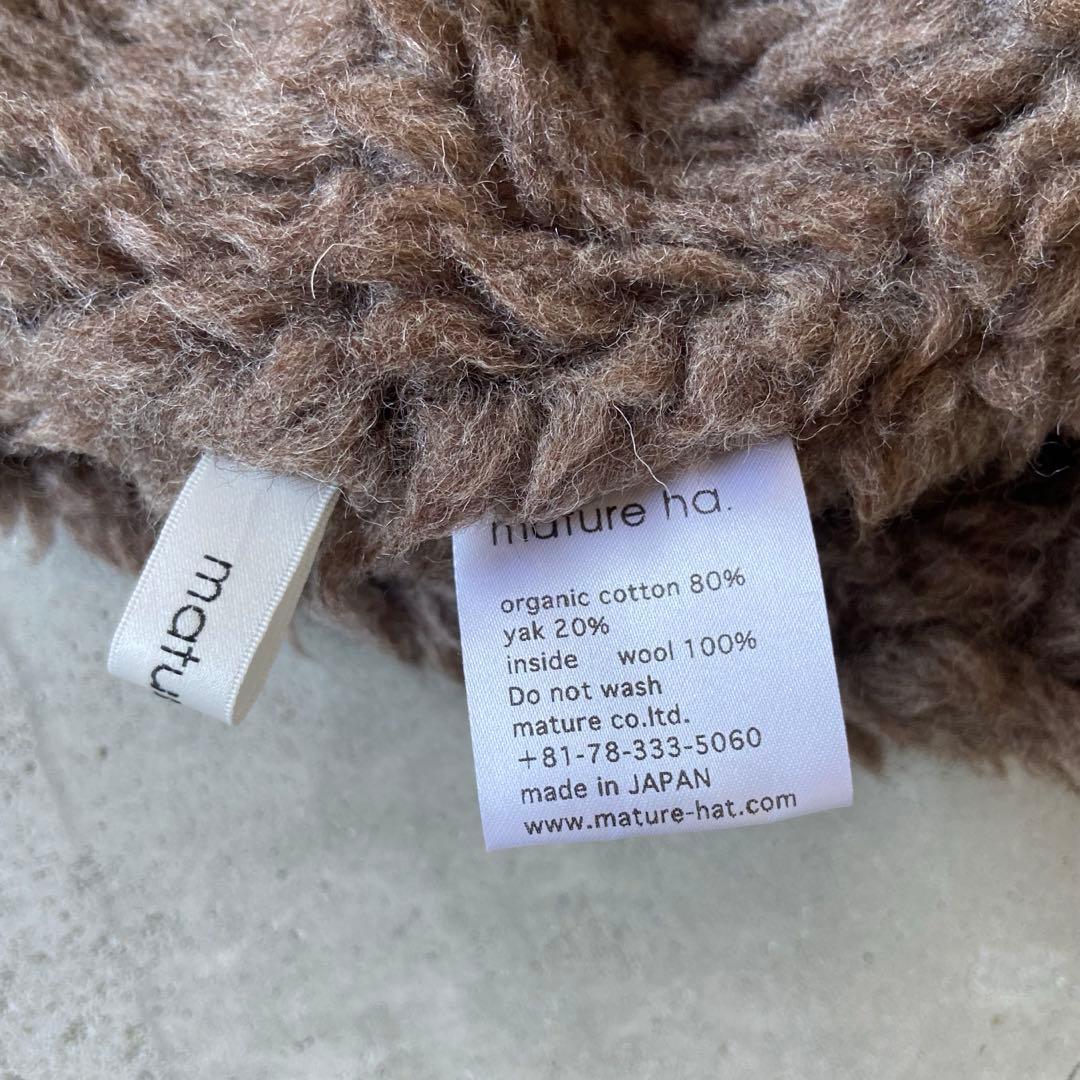 matu
mature ha.
organic cotton 80%
yak 20%
inside wool 100%
Do not wash
mature co.ltd.
+81-78-333-5060
made in JAPAN
www.mature-hat.com